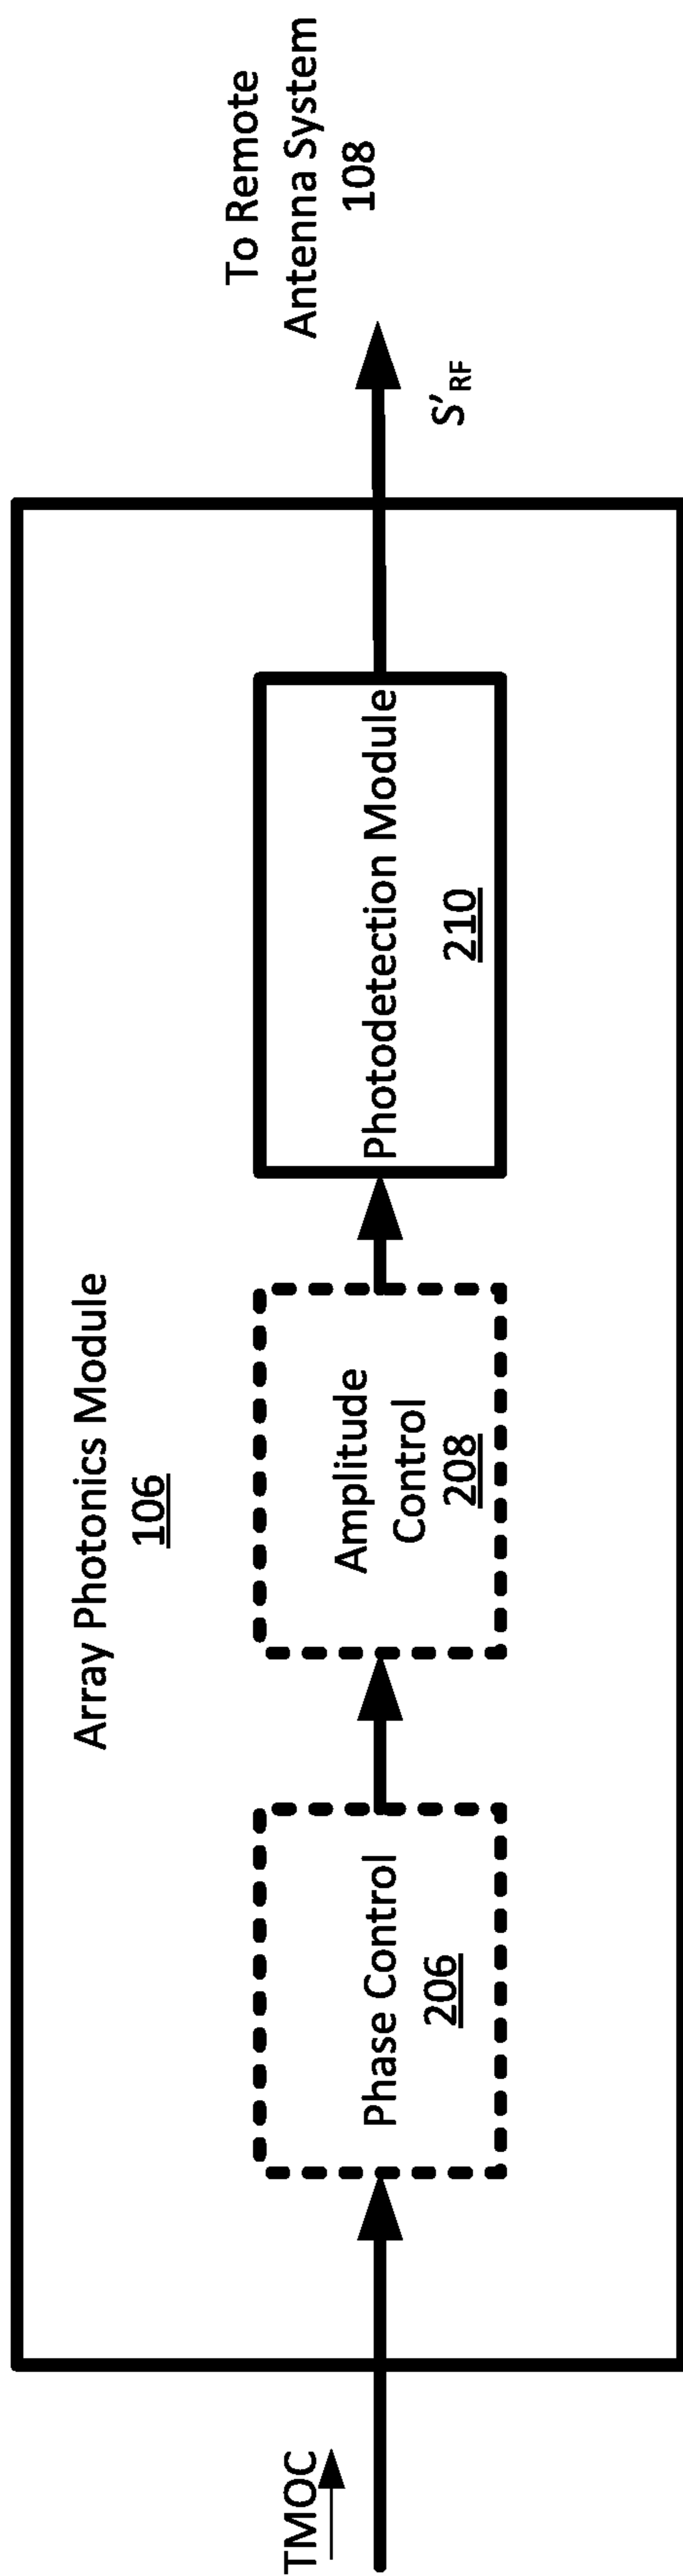 Array Photonics Module
106
TMOC
Phase Control
206
Amplitude
Control
208
Photodetection Module
210
S'RF
To Remote
Antenna System
108